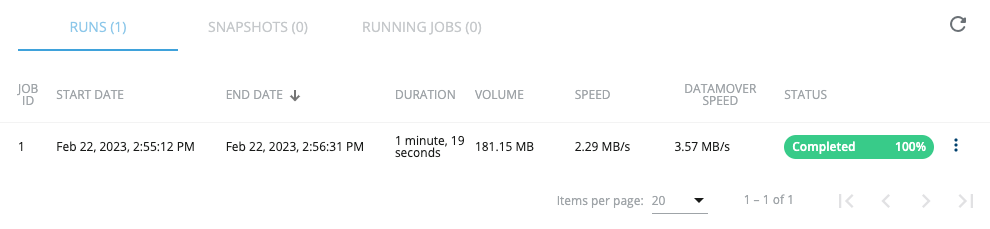 RUNS (1) SNAPSHOTS (0) RUNNING JOBS (0)
JOB ID START DATE END DATE DURATION VOLUME SPEED DATAMOVER SPEED STATUS
1 Feb 22, 2023, 2:55:12 PM Feb 22, 2023, 2:56:31 PM 1 minute, 19 seconds 181.15 MB 2.29 MB/s 3.57 MB/s Completed 100%
Items per page: 20 1 – 1 of 1